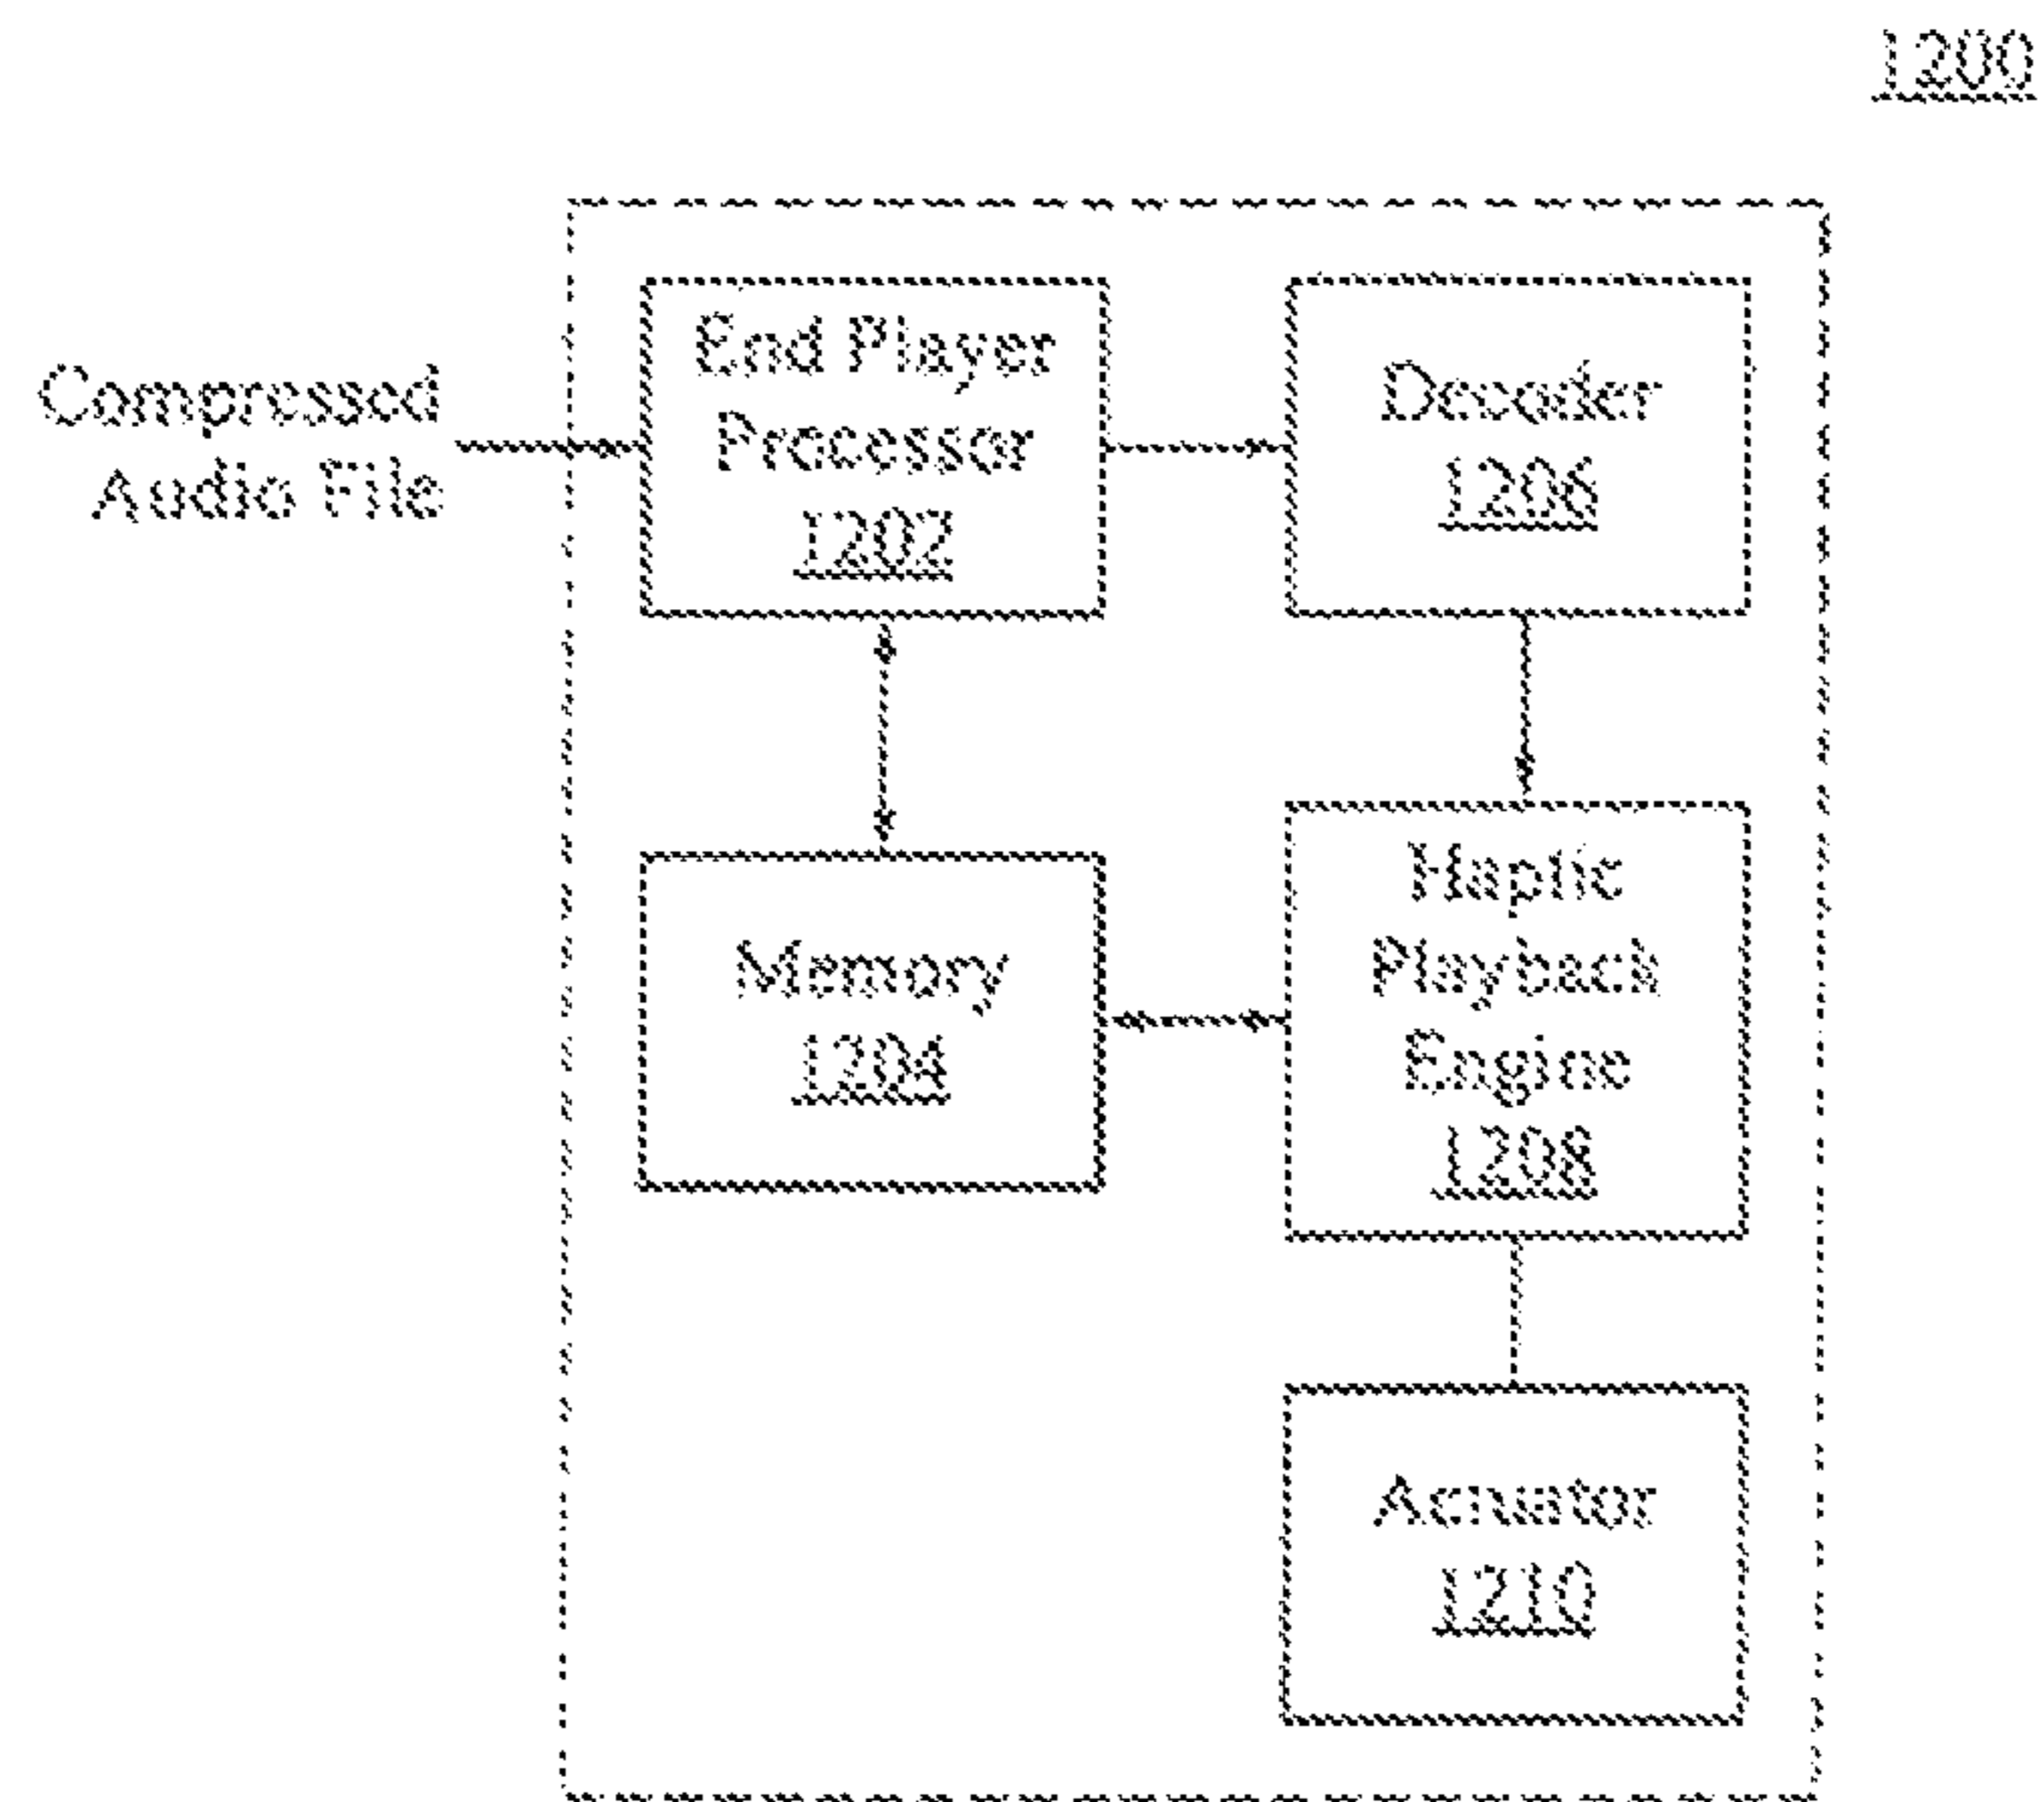 1200
Compressed
Audio File
End Player
Processor
1202
Decoder
1206
Memory
1204
Haptic
Playback
Engine
1208
Actuator
1210